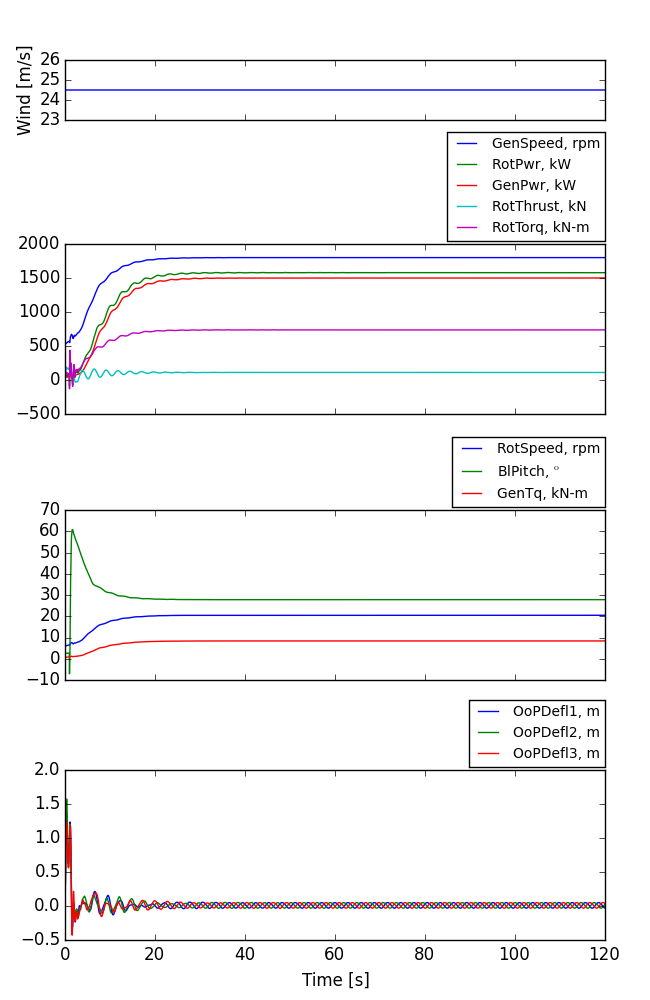 Wind [m/s]
26
25
24
23
GenSpeed, rpm
RotPwr, kW
GenPwr, kW
RotThrust, kN
RotTorq, kN-m
2000
1500
1000
500
0
−500
RotSpeed, rpm
BlPitch, °
GenTq, kN-m
70
60
50
40
30
20
10
0
−10
OoPDefl1, m
OoPDefl2, m
OoPDefl3, m
2.0
1.5
1.0
0.5
0.0
−0.5
0 20 40 60 80 100 120
Time [s]